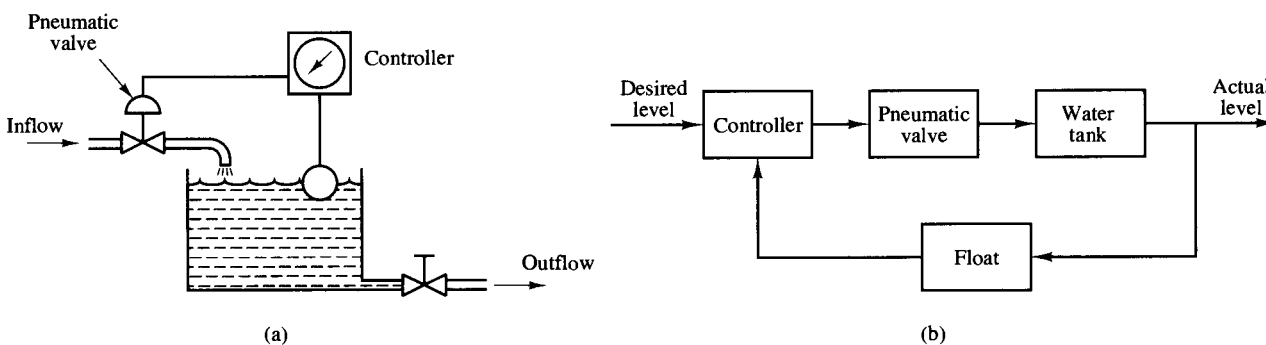 Pneumatic
valve
Controller
Inflow
Outflow
(a)
Desired
level
Controller
Pneumatic
valve
Water
tank
Actual
level
Float
(b)